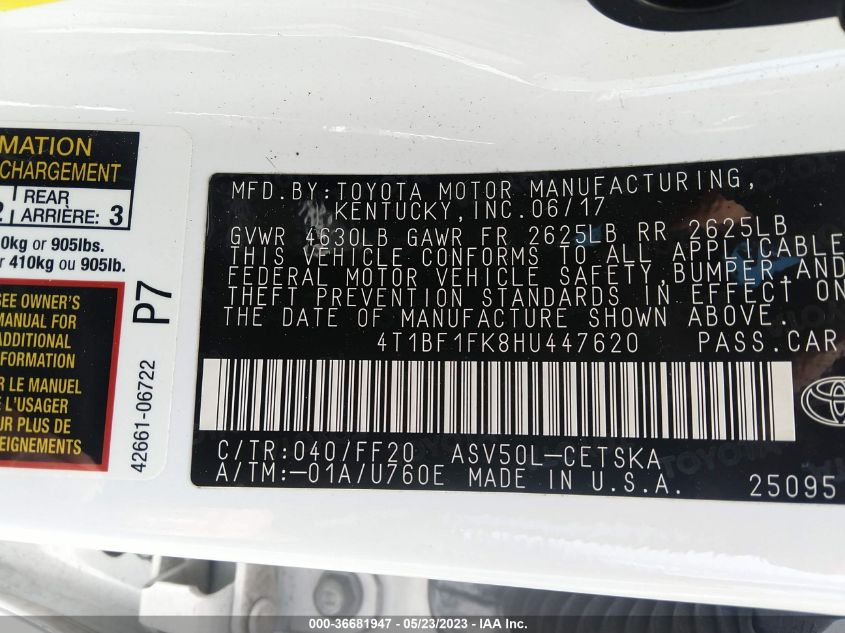 MATION
CHARGEMENT
2 REAR ARRIÈRE: 3
0kg or 905lbs.
r 410kg ou 905lb.
SEE OWNER'S
MANUAL FOR
ADDITIONAL
INFORMATION
R LE MANUEL
L'USAGER
UR PLUS DE
EIGNEMENTS
P7
42661-06722
MFD.BY:TOYOTA MOTOR MANUFACTURING,
KENTUCKY,INC.06/17
GVWR 4630LB GAWR FR 2625LB RR 2625LB
THIS VEHICLE CONFORMS TO ALL APPLICABLE
FEDERAL MOTOR VEHICLE SAFETY,BUMPER,AND
THEFT PREVENTION STANDARDS IN EFFECT ON
THE DATE OF MANUFACTURE SHOWN ABOVE.
4T1BF1FK8HU447620 PASS.CAR
C/TR:040/FF20 ASV50L-CETSKA
A/TM:-01A/U760E MADE IN U.S.A. 25095
000-36681947 - 05/23/2023 - IAA Inc.